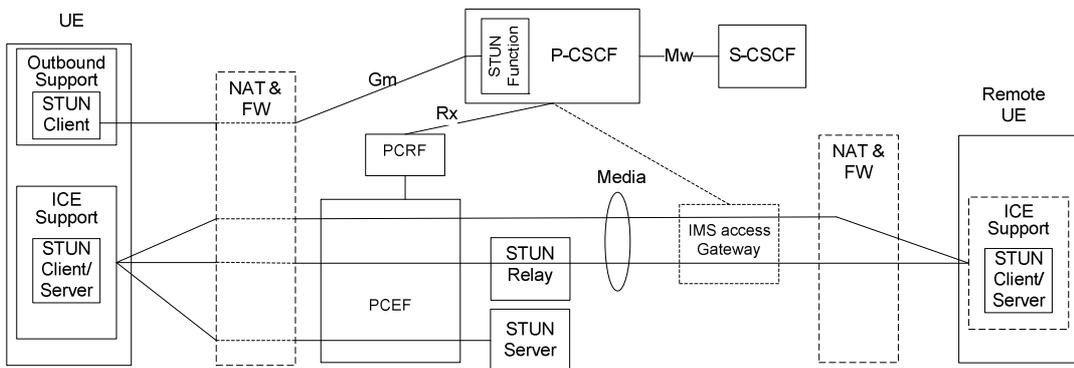 UE
Outbound
Support
STUN
Client
NAT &
FW
Gm
STUN
Function
P-CSCF
Mw
S-CSCF
Rx
PCRF
Remote
UE
NAT &
FW
Media
ICE
Support
STUN
Client/
Server
PCEF
STUN
Relay
STUN
Server
IMS access
Gateway
ICE
Support
STUN
Client/
Server